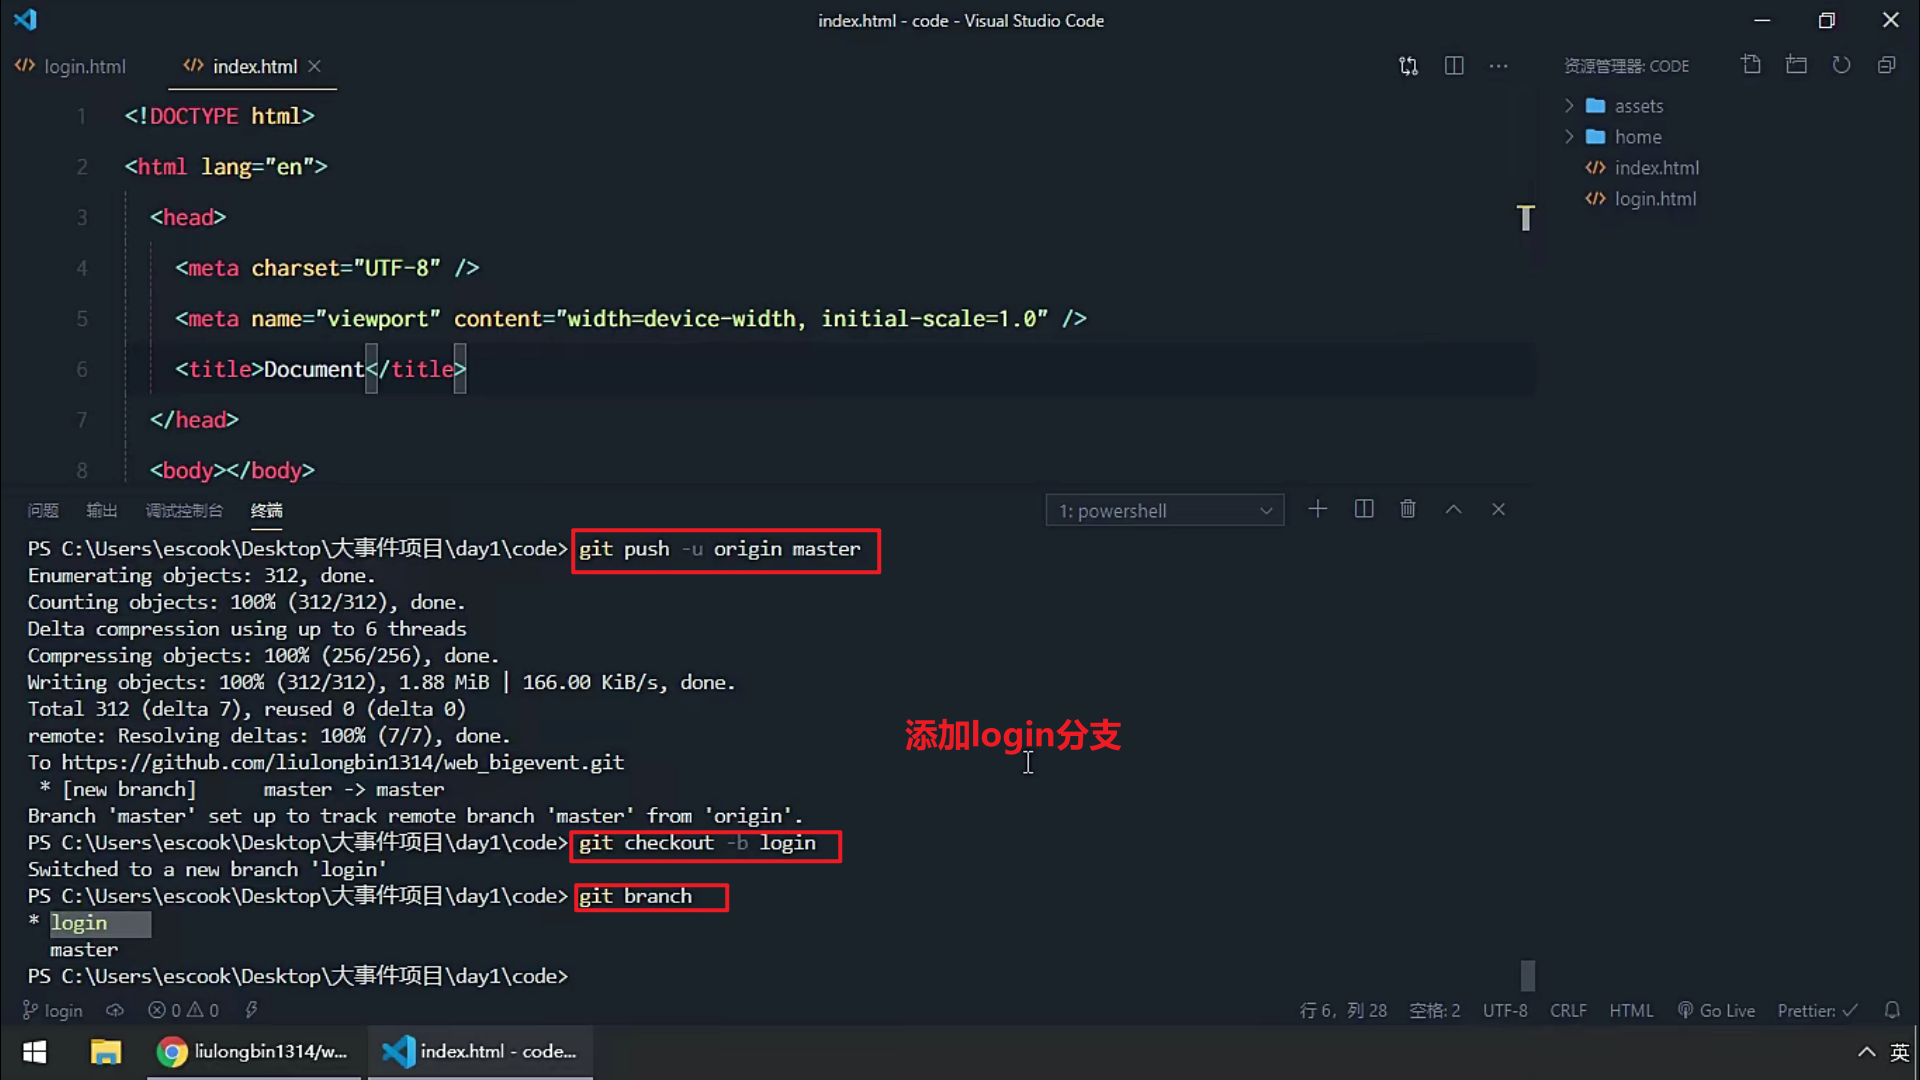 index.html - code - Visual Studio Code
login.html
index.html
资源管理器: CODE
1 <!DOCTYPE html>
2 <html lang="en">
3 <head>
4 <meta charset="UTF-8" />
5 <meta name="viewport" content="width=device-width, initial-scale=1.0" />
6 <title>Document</title>
7 </head>
8 <body></body>
assets
home
index.html
login.html
问题 输出 调试控制台 终端
1: powershell
PS C:\Users\escook\Desktop\大事件项目\day1\code> git push -u origin master
Enumerating objects: 312, done.
Counting objects: 100% (312/312), done.
Delta compression using up to 6 threads
Compressing objects: 100% (256/256), done.
Writing objects: 100% (312/312), 1.88 MiB | 166.00 KiB/s, done.
Total 312 (delta 7), reused 0 (delta 0)
remote: Resolving deltas: 100% (7/7), done.
To https://github.com/liulongbin1314/web_bigevent.git
* [new branch] master -> master
Branch 'master' set up to track remote branch 'master' from 'origin'.
PS C:\Users\escook\Desktop\大事件项目\day1\code> git checkout -b login
Switched to a new branch 'login'
PS C:\Users\escook\Desktop\大事件项目\day1\code> git branch
* login
master
PS C:\Users\escook\Desktop\大事件项目\day1\code>
添加login分支
login 0 0
行 6，列 28 空格: 2 UTF-8 CRLF HTML Go Live Prettier: ✓
liulongbin1314/w...
index.html - code...
英